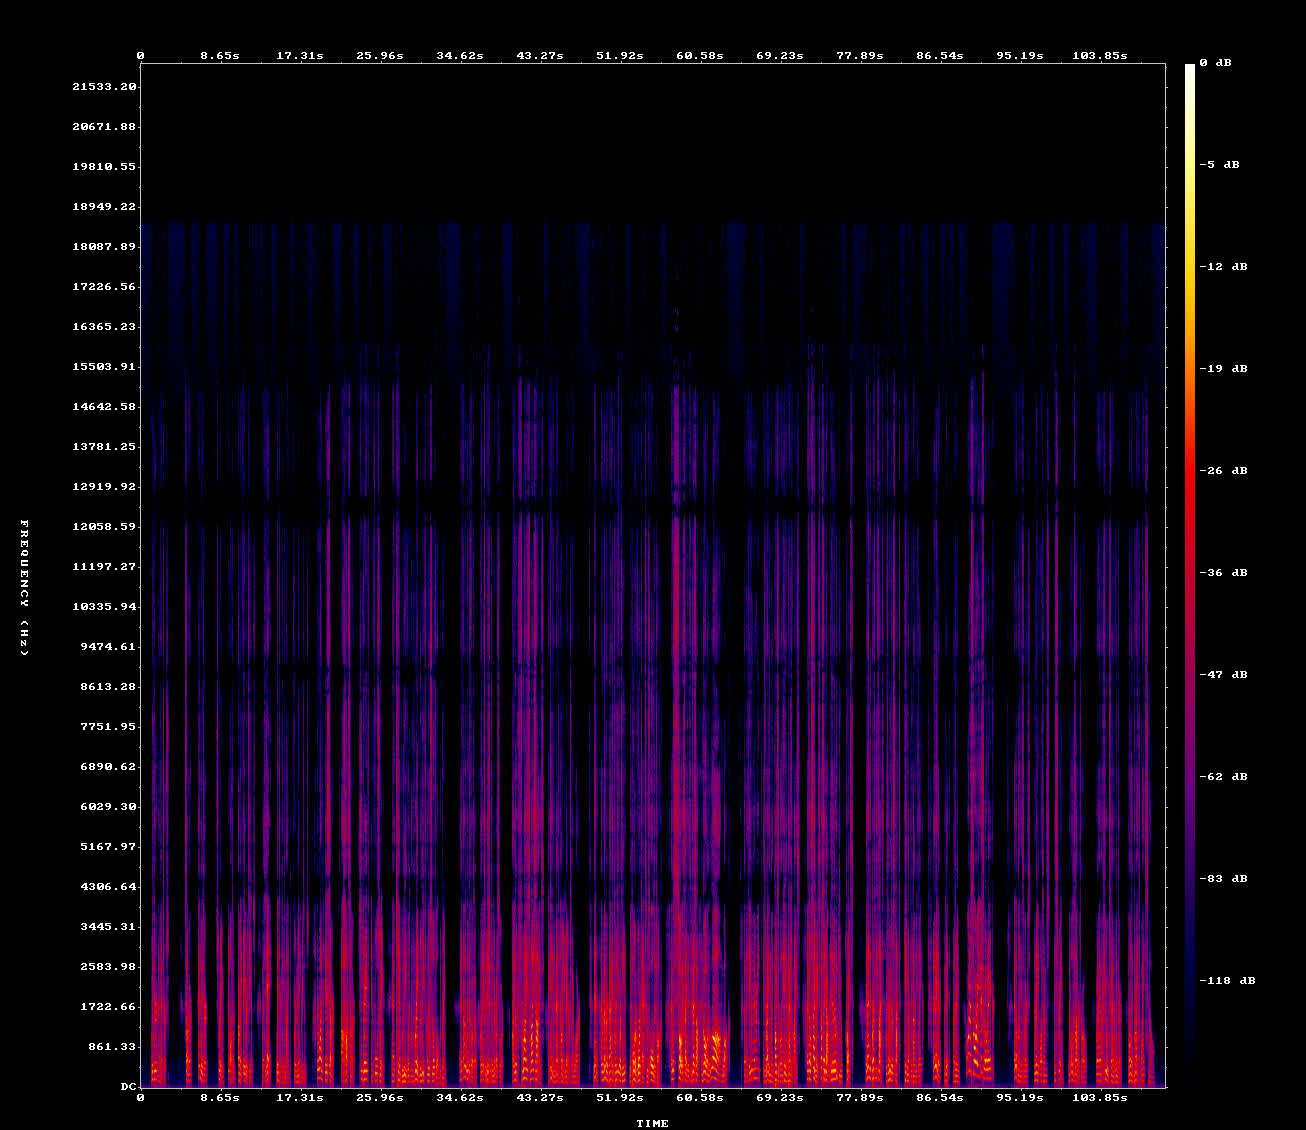 0 8.65s 17.31s 25.96s 34.62s 43.27s 51.92s 60.58s 69.23s 77.89s 86.54s 95.19s 103.85s
21533.20
20671.88
19810.55
18949.22
18087.89
17226.56
16365.23
15503.91
14642.58
13781.25
12919.92
12058.59
11197.27
10335.94
9474.61
8613.28
7751.95
6890.62
6029.30
5167.97
4306.64
3445.31
2583.98
1722.66
861.33
DC
FREQUENCY (Hz)
0 dB
-5 dB
-12 dB
-19 dB
-26 dB
-36 dB
-47 dB
-62 dB
-83 dB
-118 dB
0 8.65s 17.31s 25.96s 34.62s 43.27s 51.92s 60.58s 69.23s 77.89s 86.54s 95.19s 103.85s
TIME